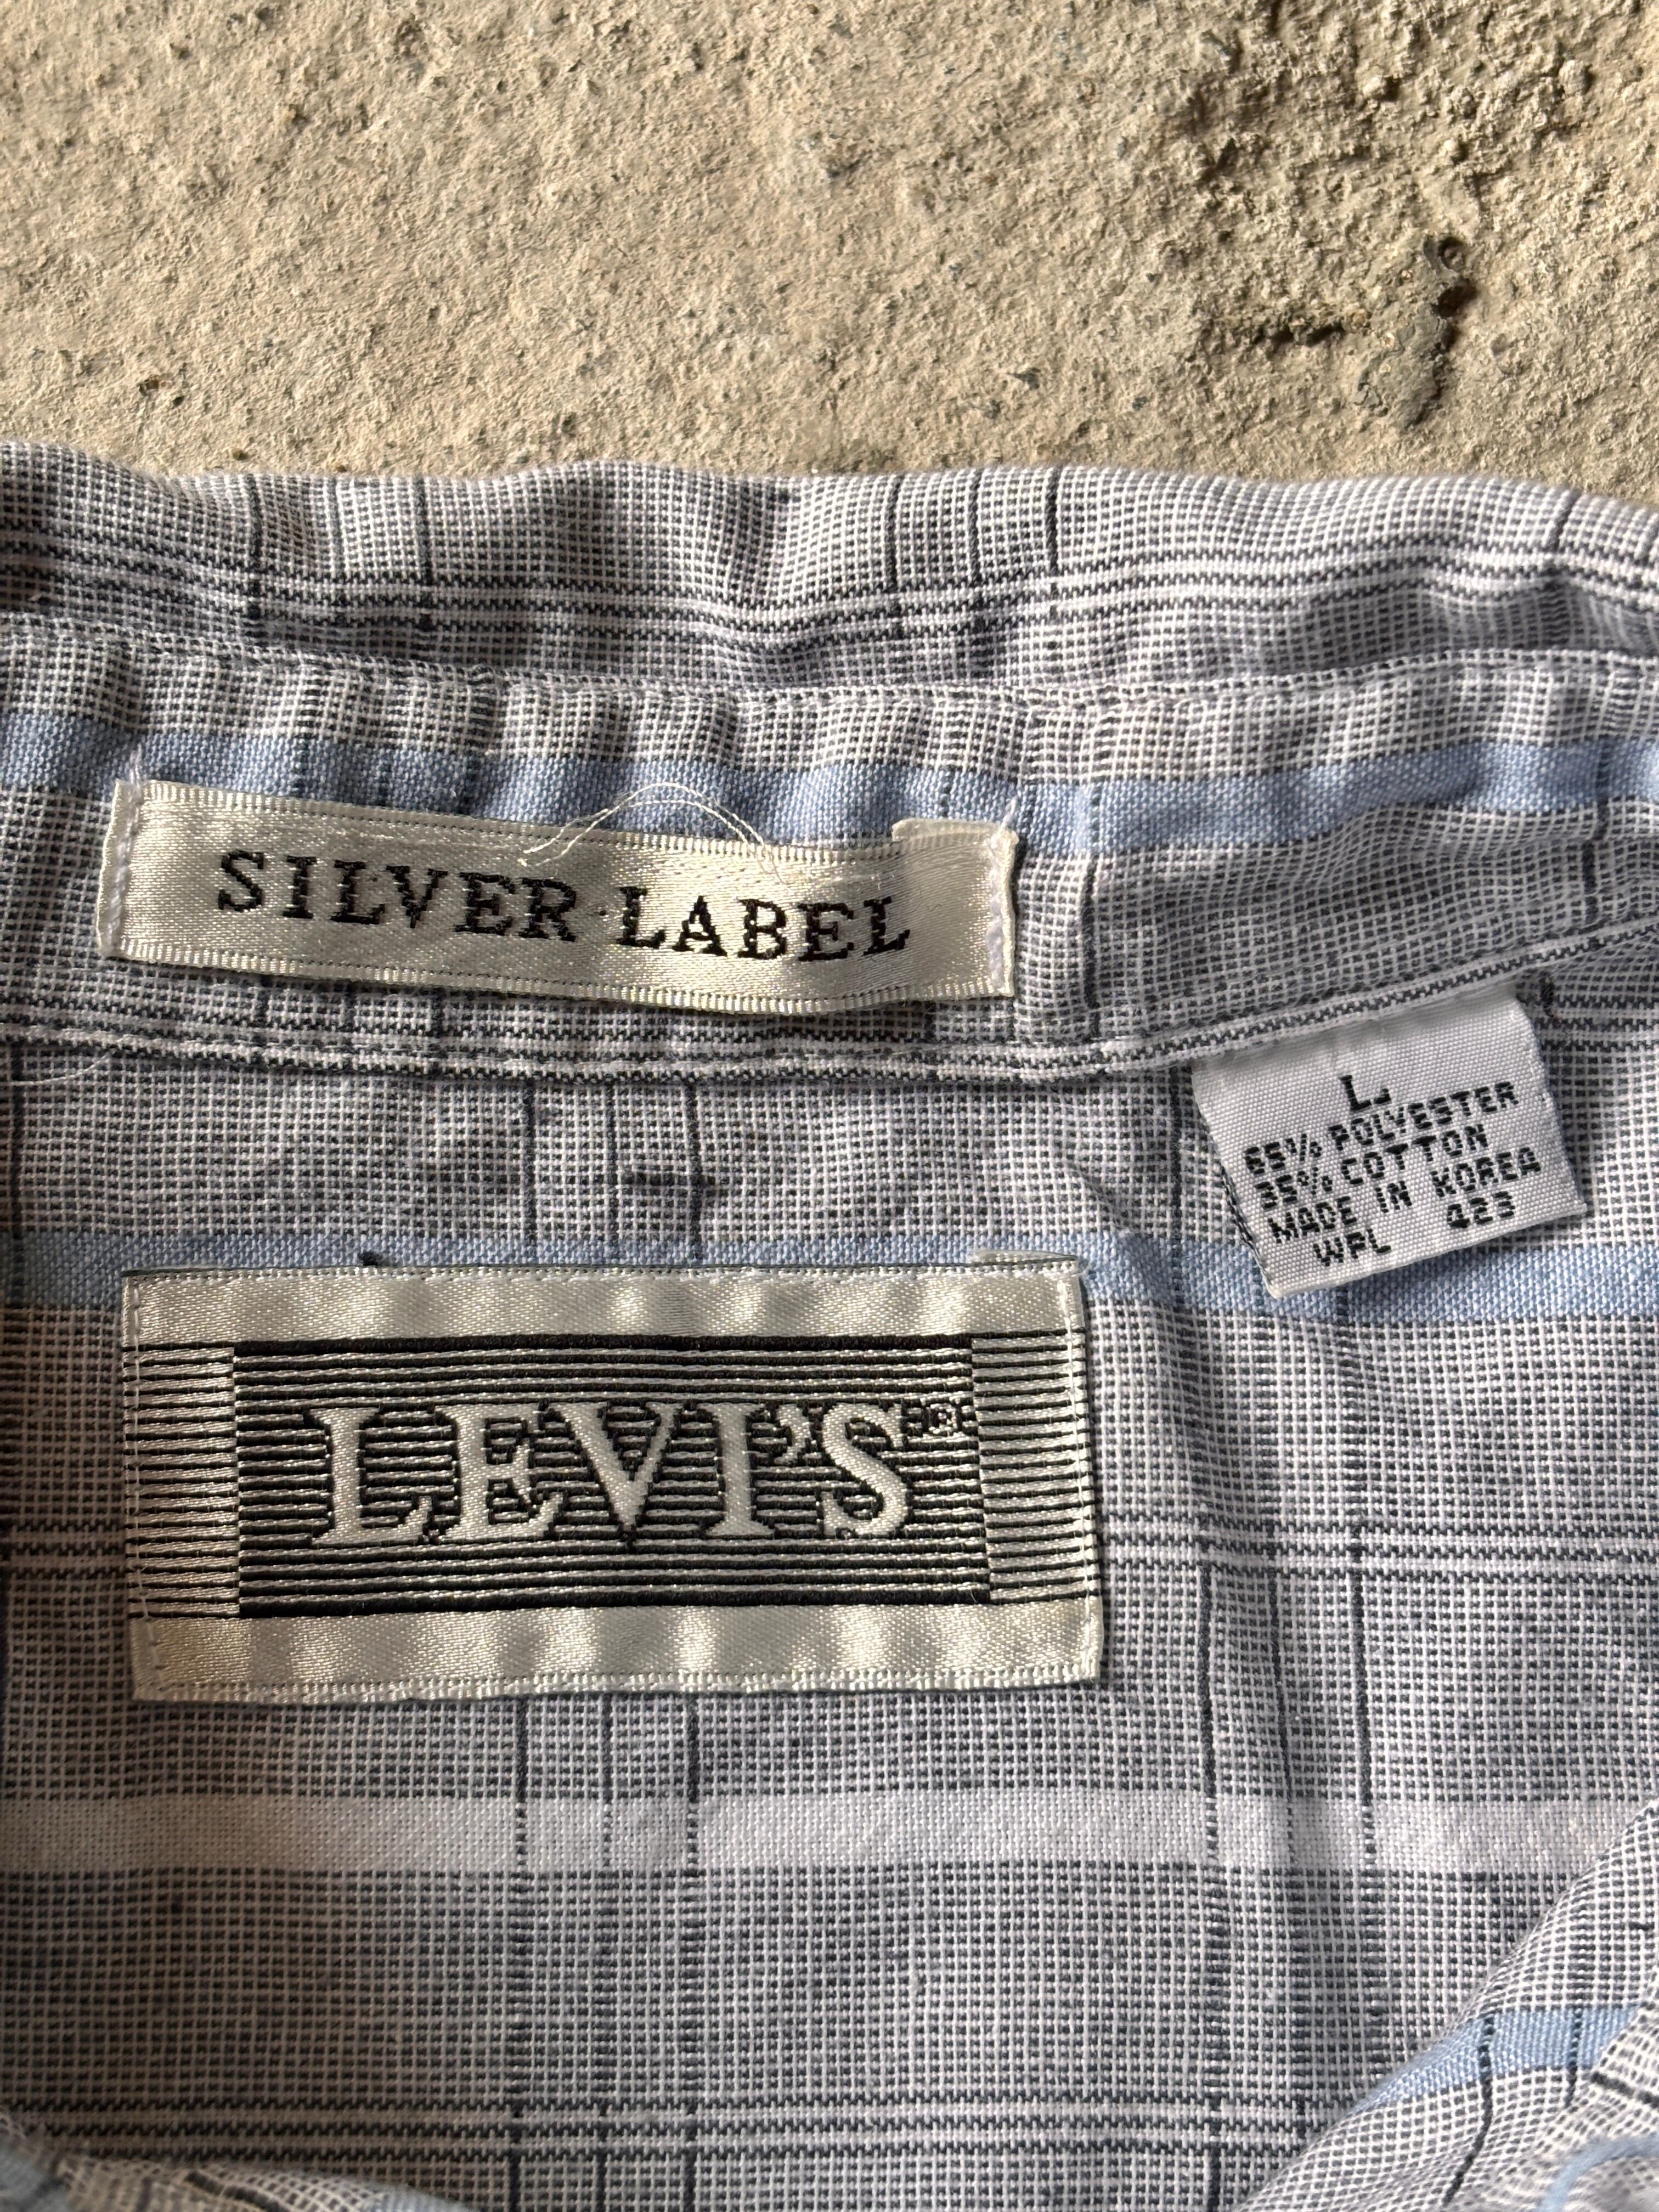 SILVER LABEL
L
65% POLYESTER
35% COTTON
MADE IN KOREA
WPL 423
LEVI'S®